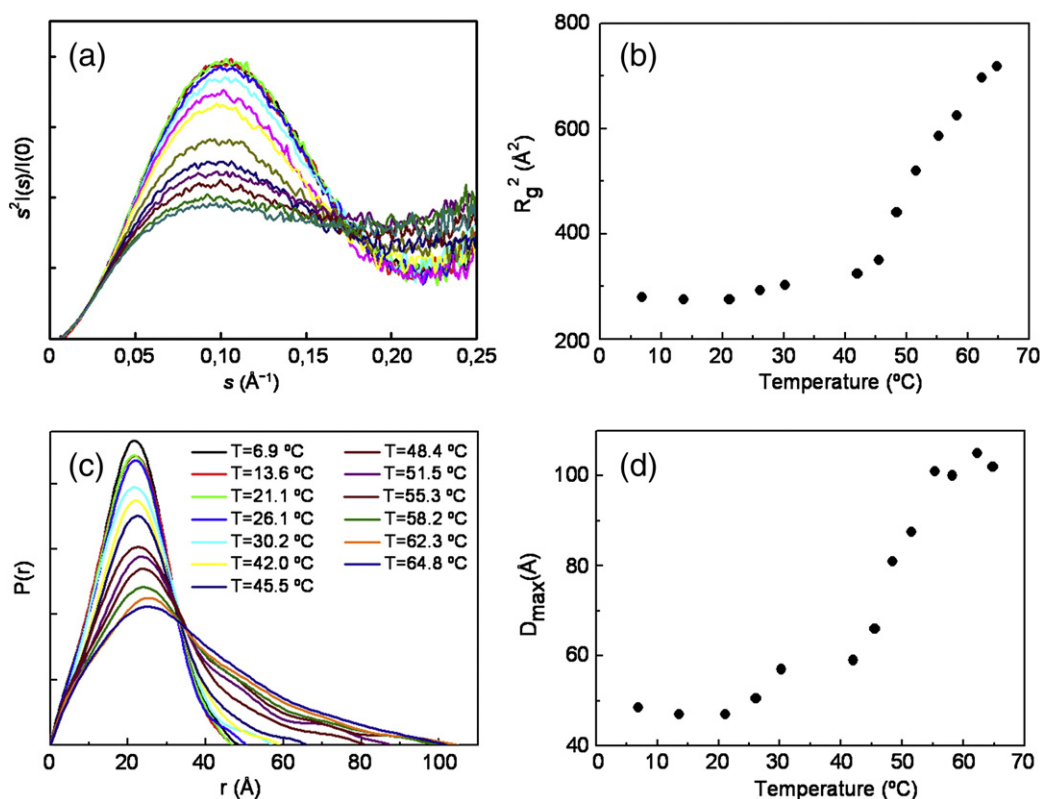 (a)
s²I(s)/I(0)
0 0,05 0,10 0,15 0,20 0,25
s (Å⁻¹)
(b)
Rg² (Å²)
800
600
400
200
0 10 20 30 40 50 60 70
Temperature (ºC)
(c)
P(r)
T=6.9 ºC
T=13.6 ºC
T=21.1 ºC
T=26.1 ºC
T=30.2 ºC
T=42.0 ºC
T=45.5 ºC
T=48.4 ºC
T=51.5 ºC
T=55.3 ºC
T=58.2 ºC
T=62.3 ºC
T=64.8 ºC
0 20 40 60 80 100
r (Å)
(d)
Dmax(Å)
100
80
60
40
0 10 20 30 40 50 60 70
Temperature (ºC)